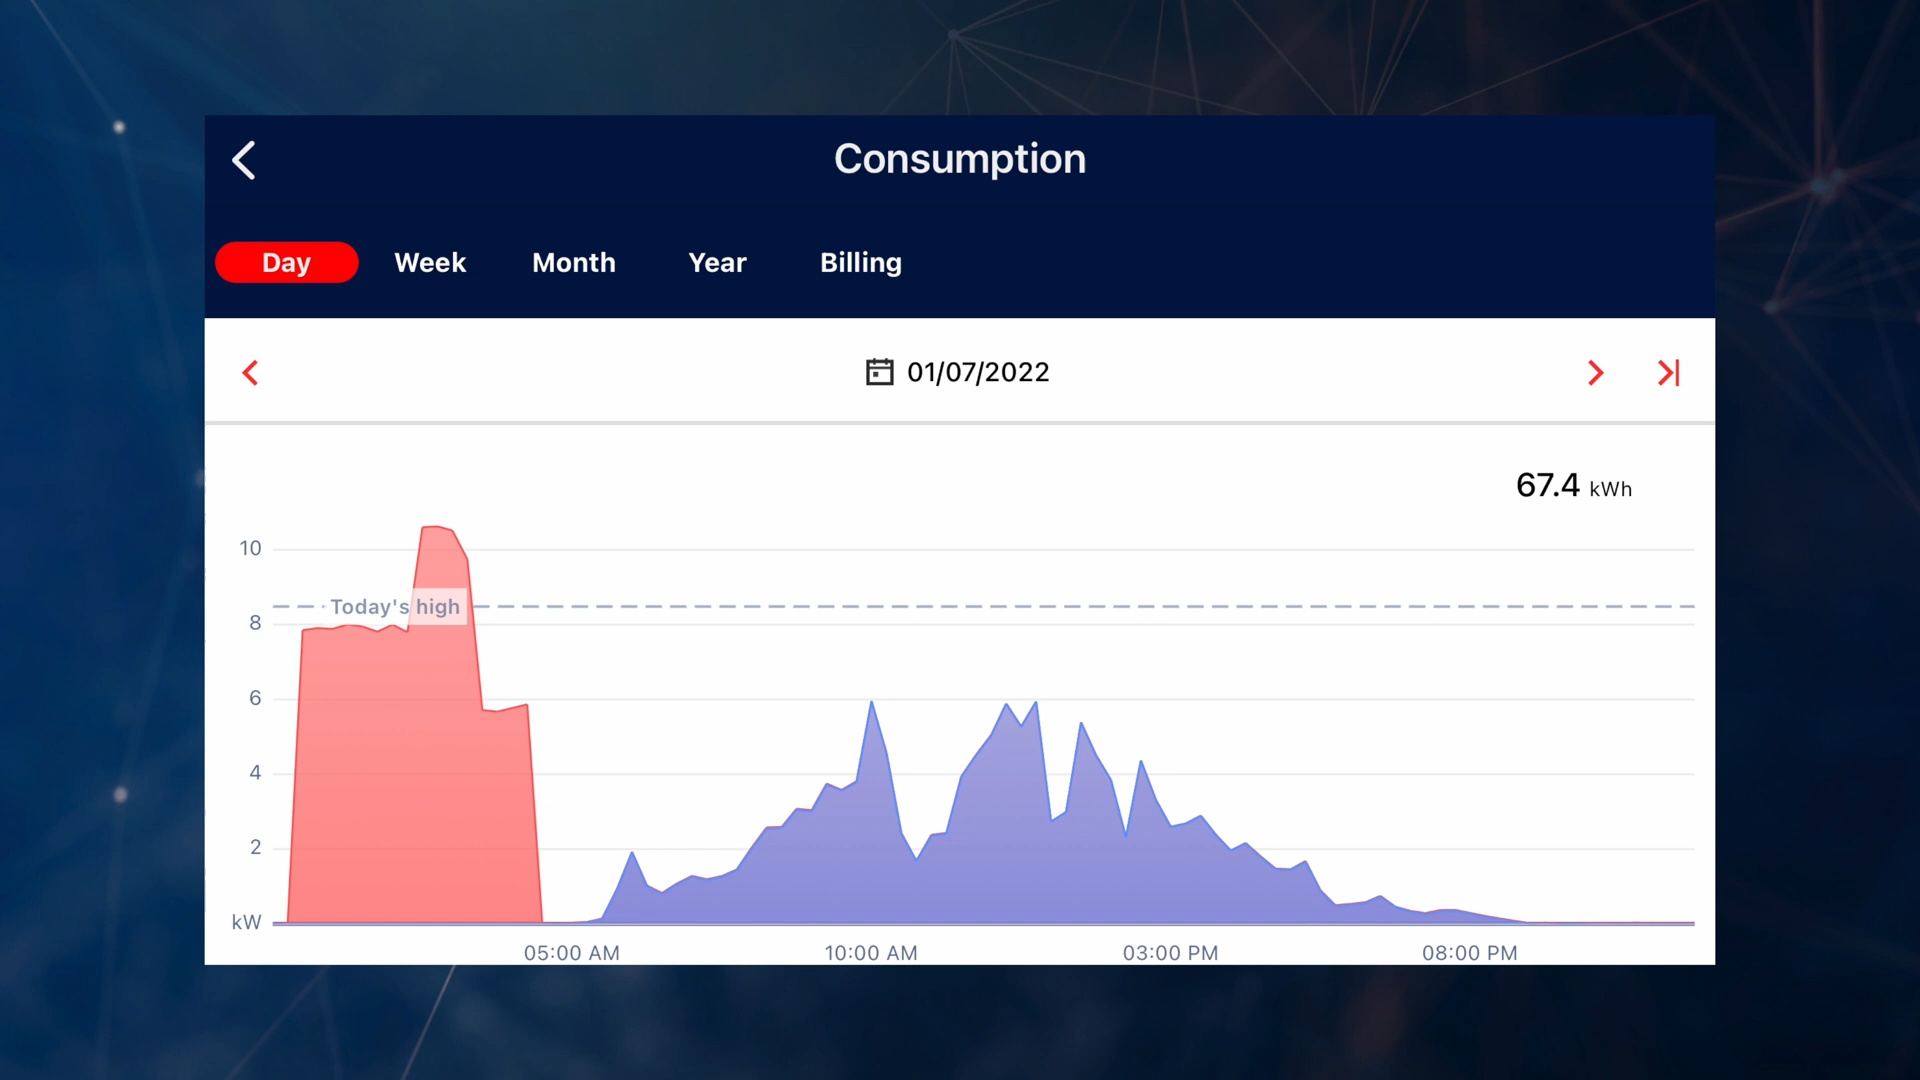 Consumption
Day Week Month Year Billing
01/07/2022
67.4 kWh
10
Today's high
8
6
4
2
kW
05:00 AM 10:00 AM 03:00 PM 08:00 PM